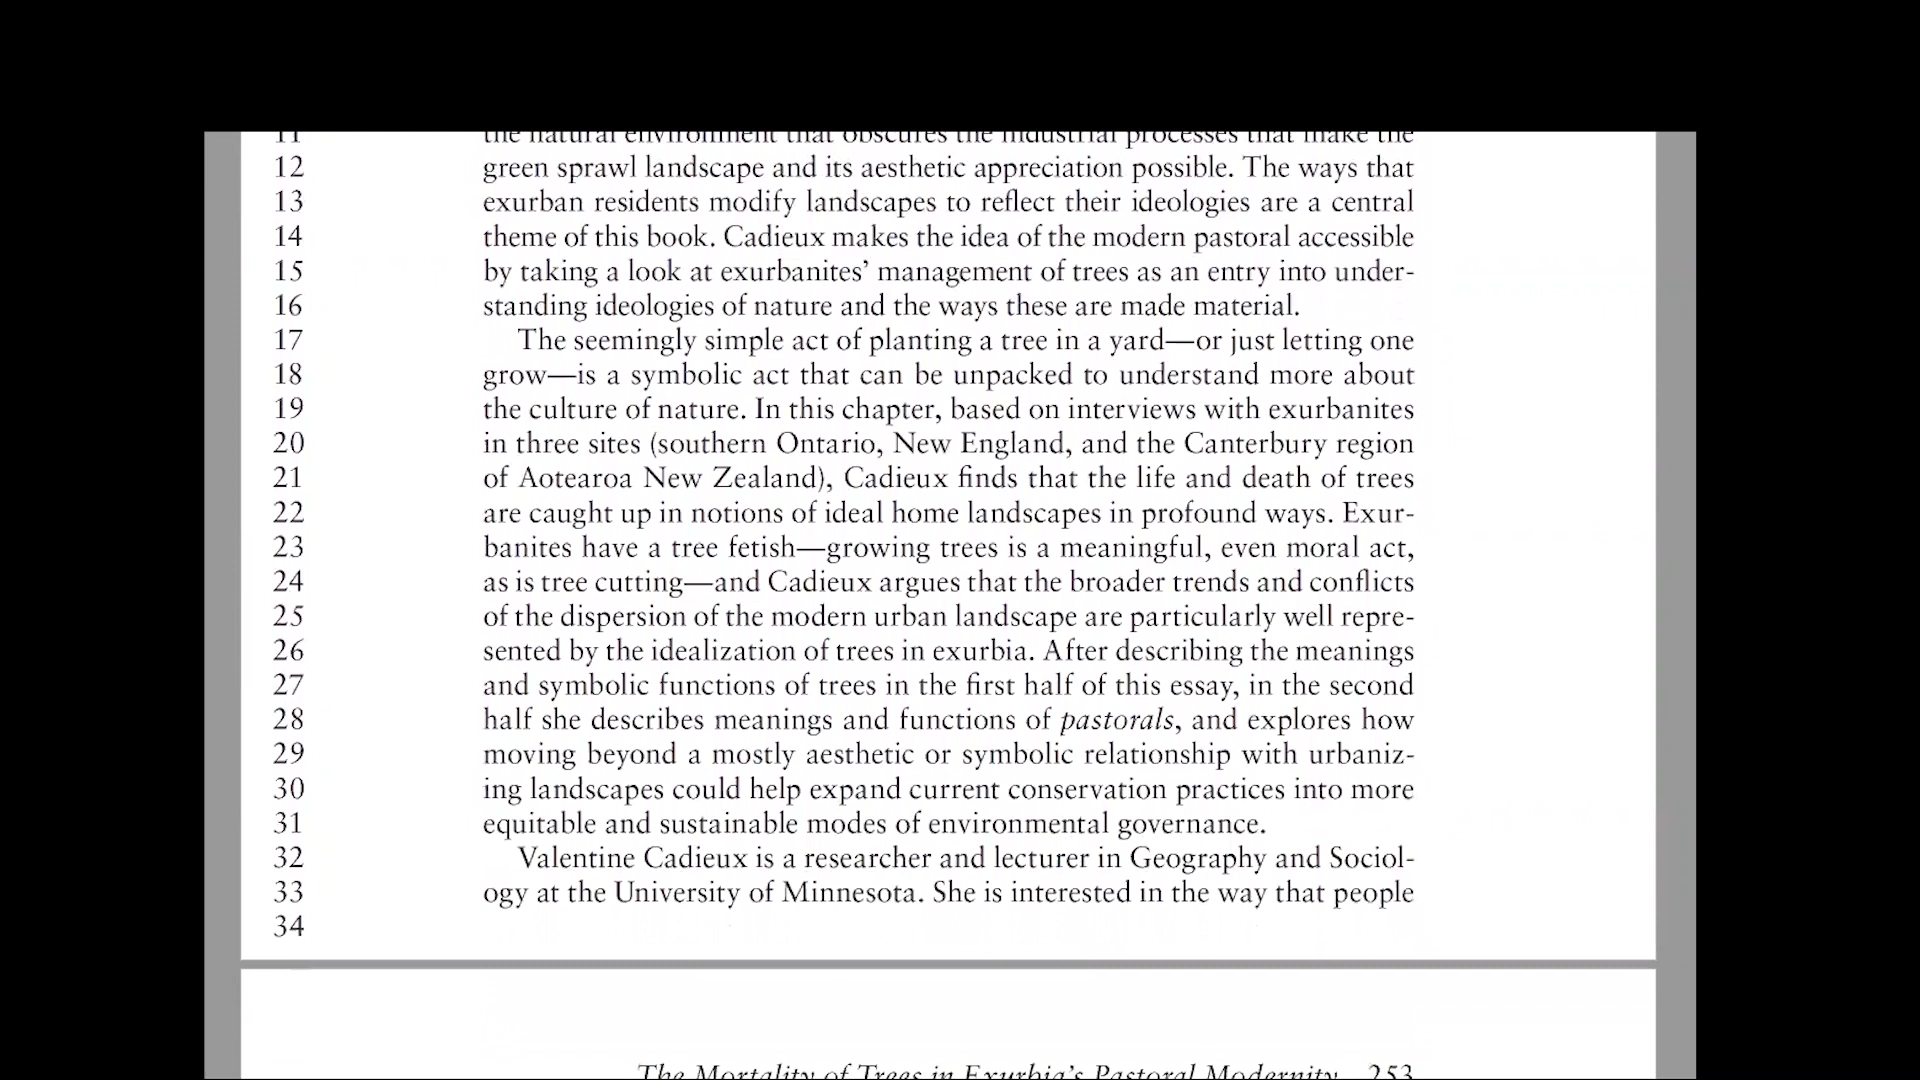 11 the natural environment that obscures the industrial processes that make the
12 green sprawl landscape and its aesthetic appreciation possible. The ways that
13 exurban residents modify landscapes to reflect their ideologies are a central
14 theme of this book. Cadieux makes the idea of the modern pastoral accessible
15 by taking a look at exurbanites’ management of trees as an entry into under-
16 standing ideologies of nature and the ways these are made material.
17 The seemingly simple act of planting a tree in a yard—or just letting one
18 grow—is a symbolic act that can be unpacked to understand more about
19 the culture of nature. In this chapter, based on interviews with exurbanites
20 in three sites (southern Ontario, New England, and the Canterbury region
21 of Aotearoa New Zealand), Cadieux finds that the life and death of trees
22 are caught up in notions of ideal home landscapes in profound ways. Exur-
23 banites have a tree fetish—growing trees is a meaningful, even moral act,
24 as is tree cutting—and Cadieux argues that the broader trends and conflicts
25 of the dispersion of the modern urban landscape are particularly well repre-
26 sented by the idealization of trees in exurbia. After describing the meanings
27 and symbolic functions of trees in the first half of this essay, in the second
28 half she describes meanings and functions of pastorals, and explores how
29 moving beyond a mostly aesthetic or symbolic relationship with urbaniz-
30 ing landscapes could help expand current conservation practices into more
31 equitable and sustainable modes of environmental governance.
32 Valentine Cadieux is a researcher and lecturer in Geography and Sociol-
33 ogy at the University of Minnesota. She is interested in the way that people
34
The Mortality of Trees in Exurbia’s Pastoral Modernity 253